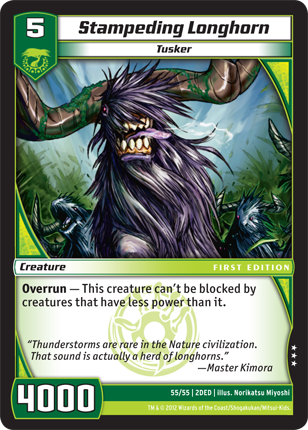 5
Stampeding Longhorn
Tusker
Creature
FIRST EDITION
Overrun — This creature can't be blocked by
creatures that have less power than it.
“Thunderstorms are rare in the Nature civilization.
That sound is actually a herd of longhorns.”
—Master Kimora
4000
55/55 | 2DED | illus. Norikatsu Miyoshi
TM & © 2012 Wizards of the Coast/Shogakukan/Mitsui-Kids.